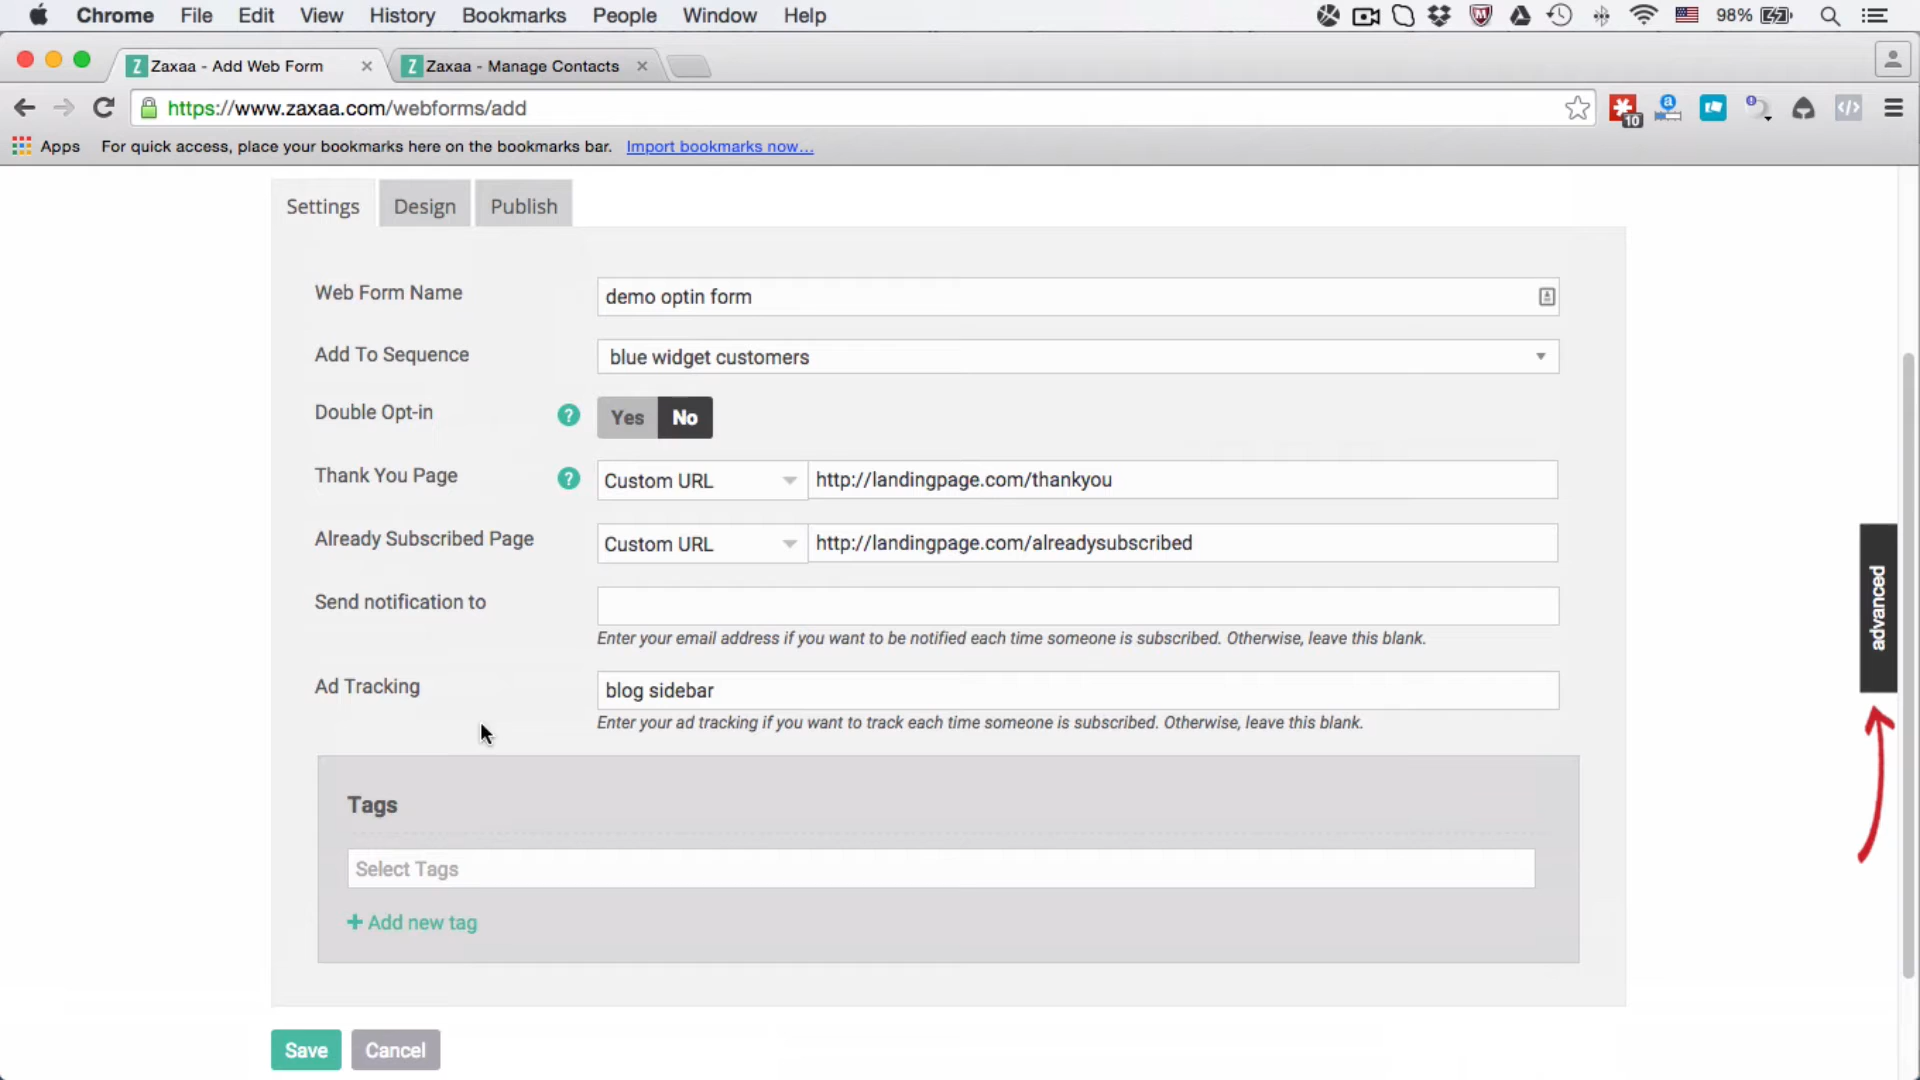 Chrome File Edit View History Bookmarks People Window Help 98%
Zaxaa - Add Web Form Zaxaa - Manage Contacts
https://www.zaxaa.com/webforms/add 10
Apps For quick access, place your bookmarks here on the bookmarks bar. Import bookmarks now...
Settings Design Publish
Web Form Name demo optin form
Add To Sequence blue widget customers
Double Opt-in ? Yes No
Thank You Page ? Custom URL http://landingpage.com/thankyou
Already Subscribed Page Custom URL http://landingpage.com/alreadysubscribed
Send notification to
Enter your email address if you want to be notified each time someone is subscribed. Otherwise, leave this blank.
advanced
Ad Tracking blog sidebar
Enter your ad tracking if you want to track each time someone is subscribed. Otherwise, leave this blank.
Tags
Select Tags
+ Add new tag
Save Cancel